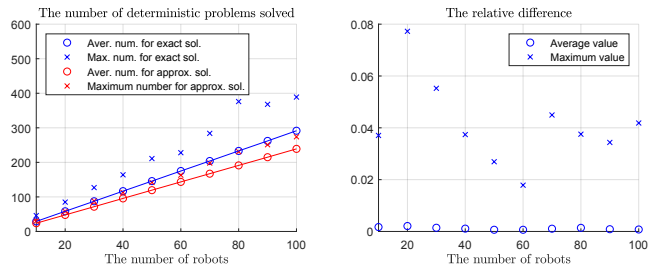 The number of deterministic problems solved
600
500
400
300
200
100
0
20
40
60
80
100
Aver. num. for exact sol.
Max. num. for exact sol.
Aver. num. for approx. sol.
Maximum number for approx. sol.
The number of robots
The relative difference
0.08
0.06
0.04
0.02
0
20
40
60
80
100
Average value
Maximum value
The number of robots